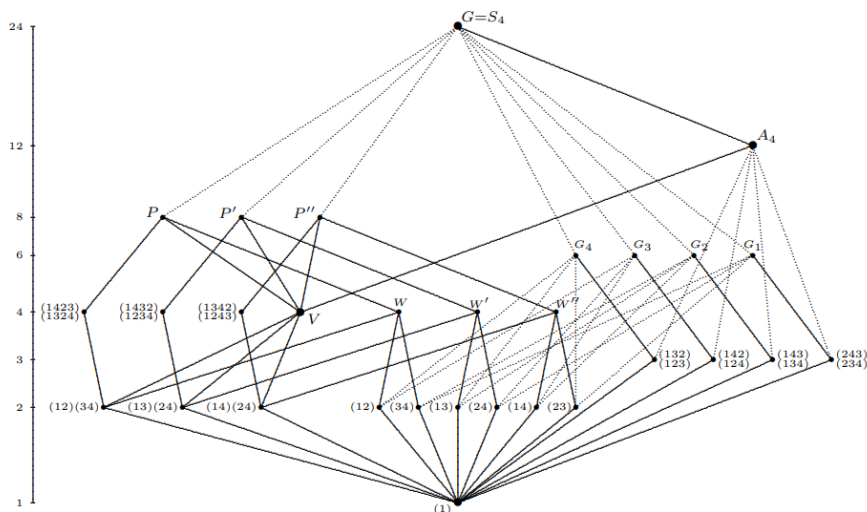 24 G=S₄
12 A₄
8 P P′ P″
6 G₄ G₃ G₂ G₁
(1423) (1432) (1342)
4 (1324) (1234) (1243) V W W′ W″
(132) (142) (143) (243)
3 (123) (124) (134) (234)
2 (12)(34) (13)(24) (14)(24) (12) (34) (13) (24) (14) (23)
1 (1)